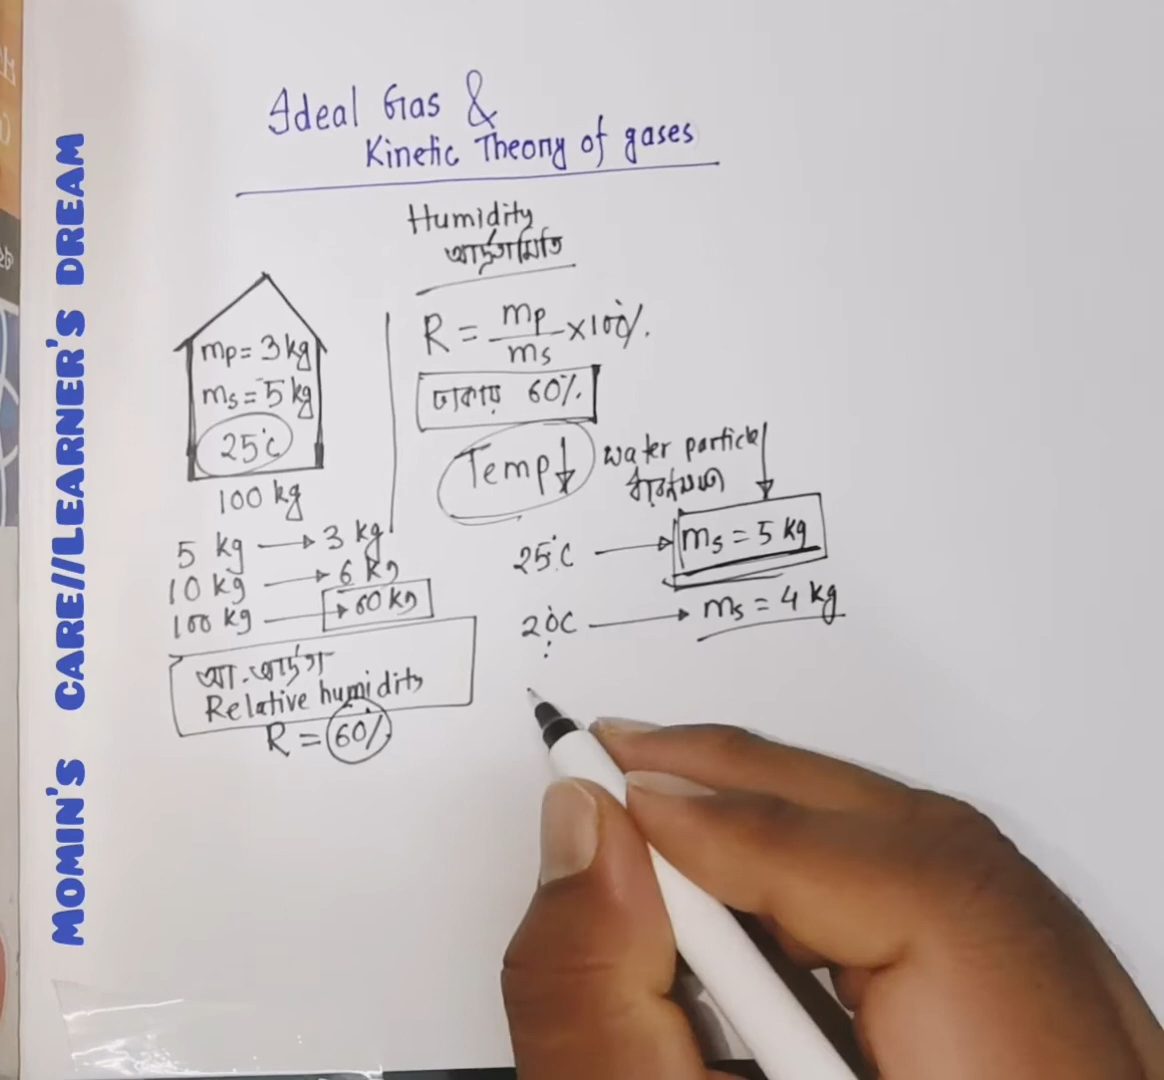 MOMIN'S CARE//LEARNER'S DREAM
Ideal Gas &
Kinetic Theory of gases
Humidity
আর্দ্রতামিতি
mp = 3 kg
ms = 5 kg
25°C
100 kg
5 kg → 3 kg
10 kg → 6 kg
100 kg → 60 kg
আ. আর্দ্রতা
Relative humidity
R = 60%
R = mp/ms × 100%.
ঢাকায় 60%.
Temp↓ water particle↓
ধারণক্ষমতা
25°C → ms = 5 kg
20°C → ms = 4 kg